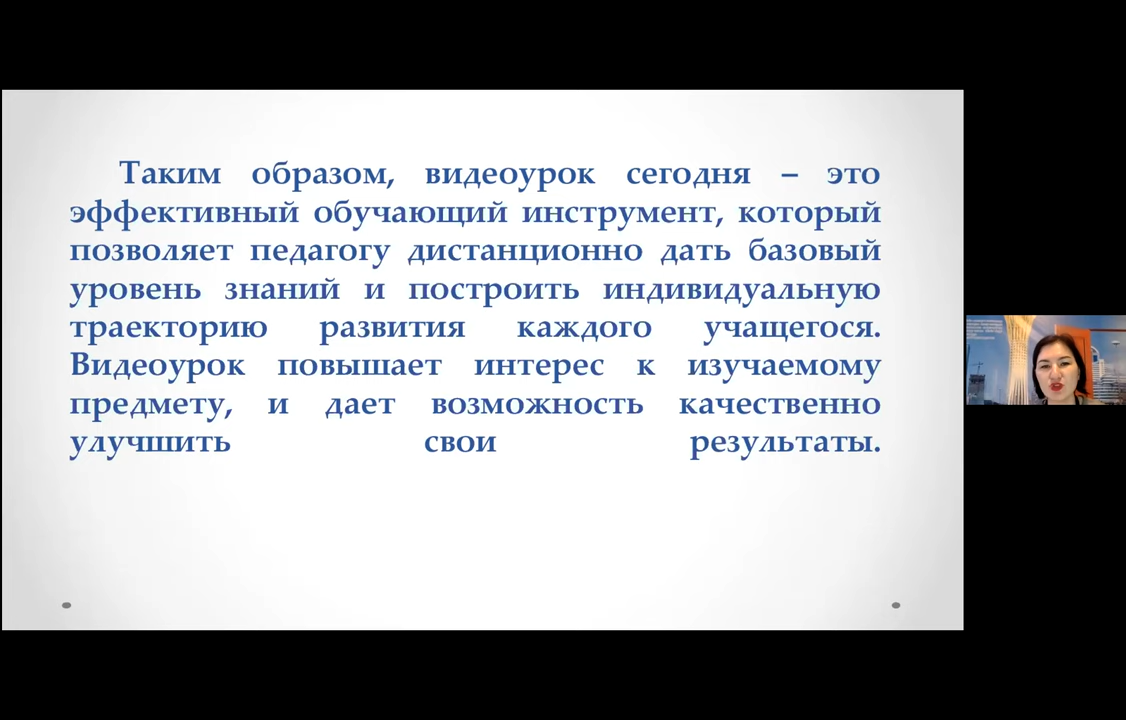 Таким образом, видеоурок сегодня – это
эффективный обучающий инструмент, который
позволяет педагогу дистанционно дать базовый
уровень знаний и построить индивидуальную
траекторию развития каждого учащегося.
Видеоурок повышает интерес к изучаемому
предмету, и дает возможность качественно
улучшить свои результаты.